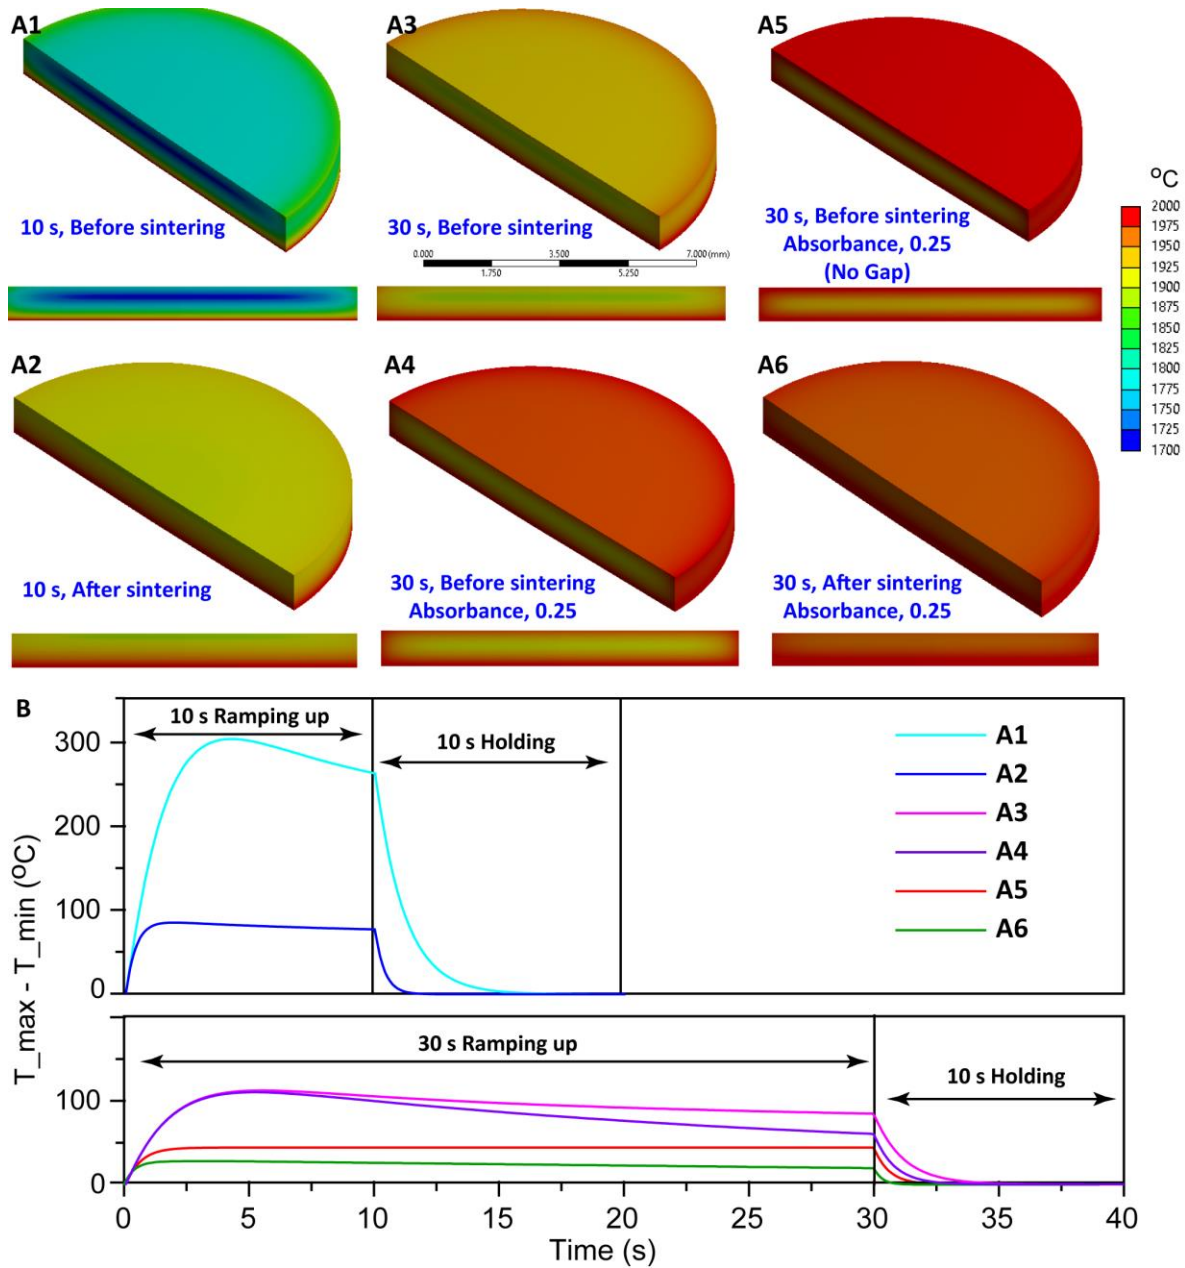 A1
A3
A5
10 s, Before sintering
30 s, Before sintering
30 s, Before sintering
Absorbance, 0.25
(No Gap)
0.000 3.500 7.000 (mm)
1.750 5.250
°C
2000
1950
1925
1900
1875
1850
1825
1800
1775
1750
1725
1700
A2
A4
A6
10 s, After sintering
30 s, Before sintering
Absorbance, 0.25
30 s, After sintering
Absorbance, 0.25
B
10 s Ramping up
10 s Holding
A1
A2
A3
A4
A5
A6
300
200
100
0
T_max - T_min (°C)
30 s Ramping up
10 s Holding
100
0
0 5 10 15 20 25 30 35 40
Time (s)